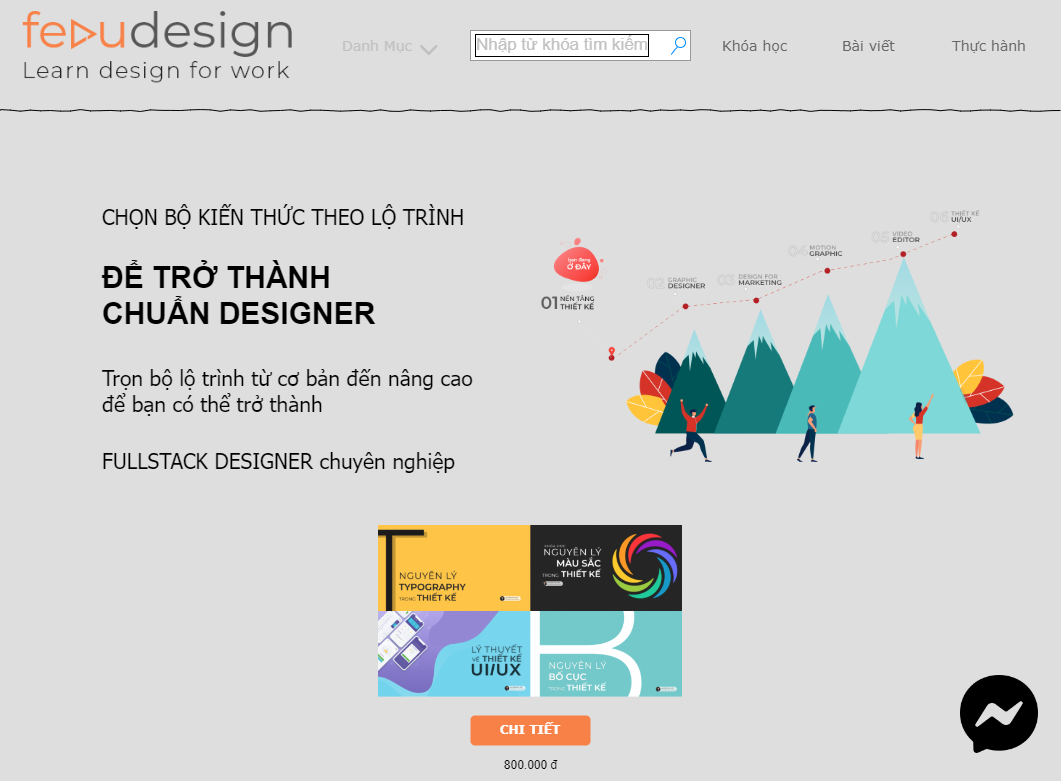 feDudesign
Learn design for work
Danh Mục
Nhập từ khóa tìm kiếm
Khóa học
Bài viết
Thực hành
CHỌN BỘ KIẾN THỨC THEO LỘ TRÌNH
ĐỂ TRỞ THÀNH
CHUẨN DESIGNER
Trọn bộ lộ trình từ cơ bản đến nâng cao
để bạn có thể trở thành
FULLSTACK DESIGNER chuyên nghiệp
06 THIẾT KẾ
UI/UX
05 VIDEO
EDITOR
04 MOTION
GRAPHIC
bạn đang
Ở ĐÂY
02 GRAPHIC
DESIGNER
03 DESIGN FOR
MARKETING
01 NỀN TẢNG
THIẾT KẾ
T
NGUYÊN LÝ
TYPOGRAPHY
TRONG THIẾT KẾ
KHÓA HỌC
NGUYÊN LÝ
MÀU SẮC
TRONG THIẾT KẾ
LÝ THUYẾT
VỀ THIẾT KẾ
UI/UX
B
NGUYÊN LÝ
BỐ CỤC
TRONG THIẾT KẾ
CHI TIẾT
800.000 đ